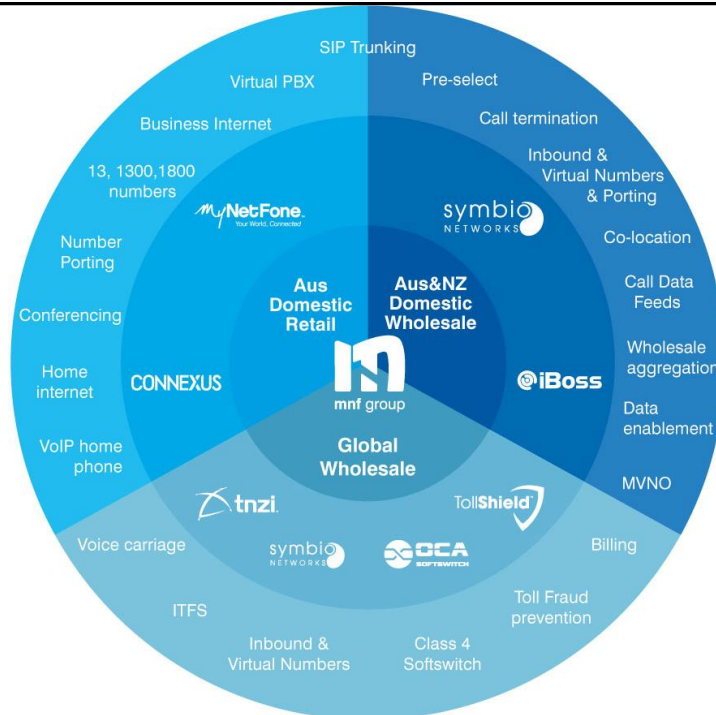 SIP Trunking
Virtual PBX
Pre-select
Business Internet
Call termination
13, 1300,1800
numbers
Inbound &
Virtual Numbers
& Porting
MyNetFone
Your World, Connected
symbio
NETWORKS
Number
Porting
Co-location
Aus
Domestic
Retail
Aus&NZ
Domestic
Wholesale
Call Data
Feeds
Conferencing
Home
internet
CONNEXUS
mnf group
iBoss
Wholesale
aggregation
Data
enablement
VoIP home
phone
Global
Wholesale
MVNO
tnzi
TollShield
Voice carriage
symbio
NETWORKS
OCA
SOFTSWITCH
Billing
ITFS
Toll Fraud
prevention
Inbound &
Virtual Numbers
Class 4
Softswitch